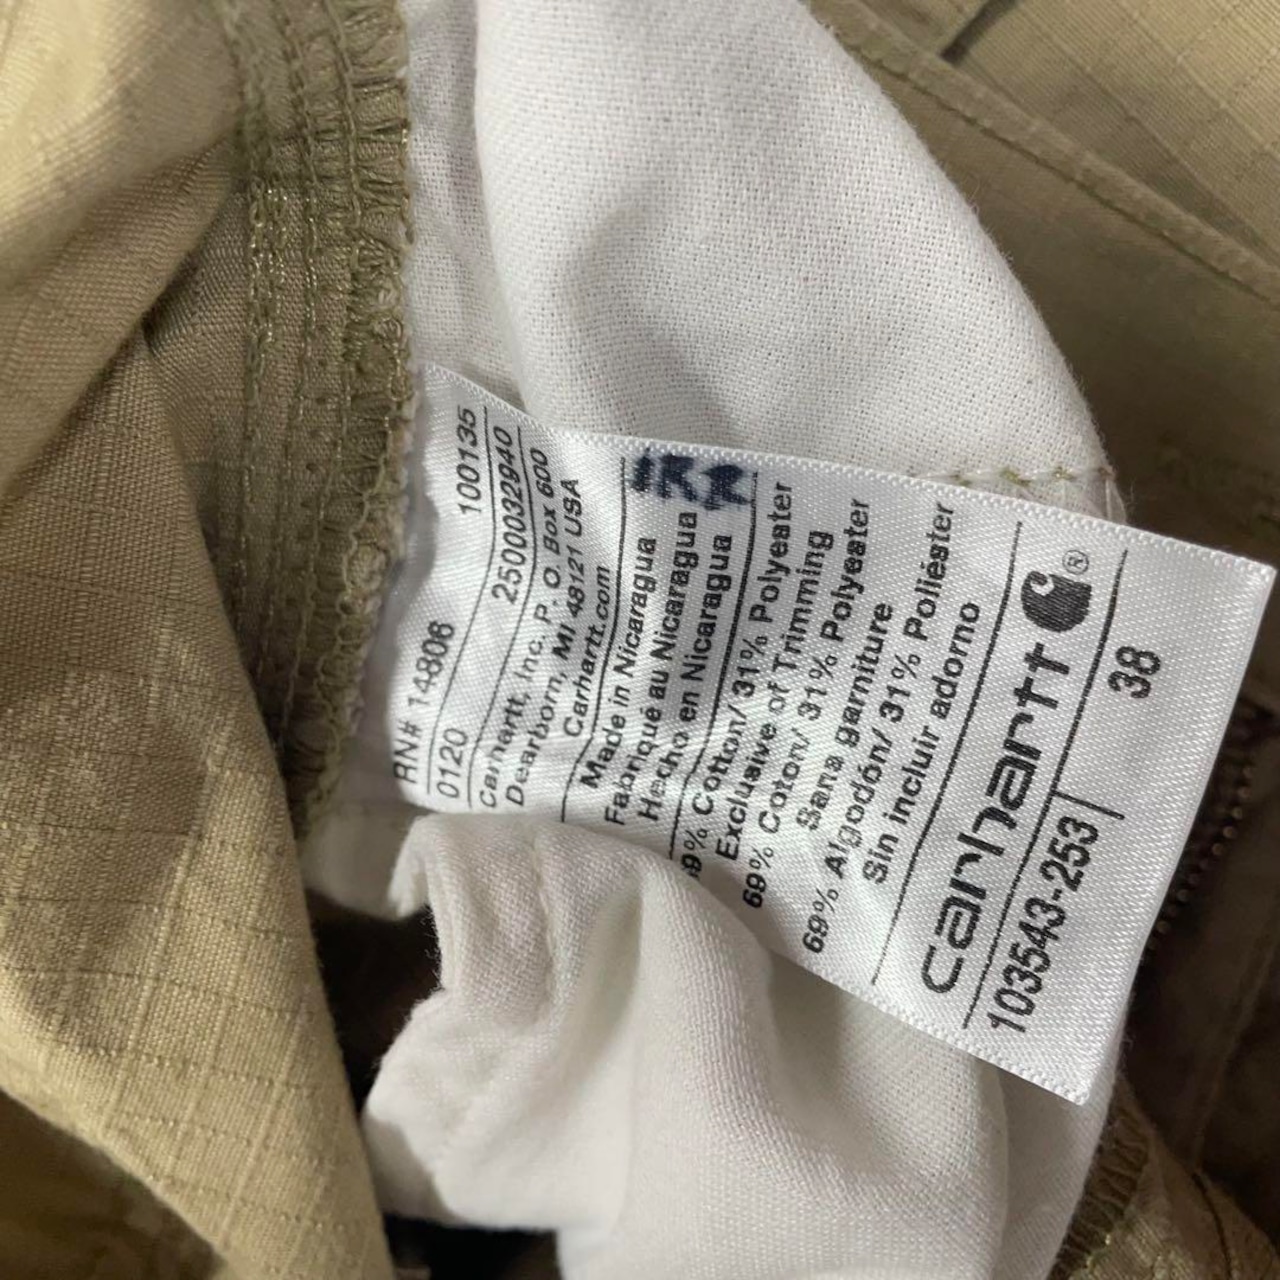 carhartt ®
103543-253 38
69% Algodón/ 31% Poliéster
Sin incluir adorno
69% Coton/ 31% Polyester
Sans garniture
69% Cotton/ 31% Polyester
Exclusive of Trimming
Hecho en Nicaragua
Fabriqué au Nicaragua
Made in Nicaragua
Carhartt.com
Dearborn, MI 48121 USA
Carhartt, Inc., P. O. Box 600
0120 2500032940
RN# 14806 100135